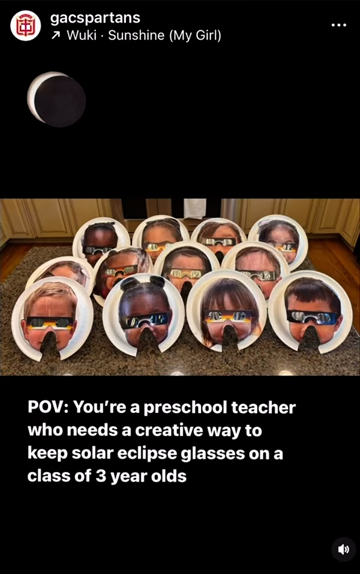 gacspartans
Wuki · Sunshine (My Girl)
POV: You're a preschool teacher
who needs a creative way to
keep solar eclipse glasses on a
class of 3 year olds